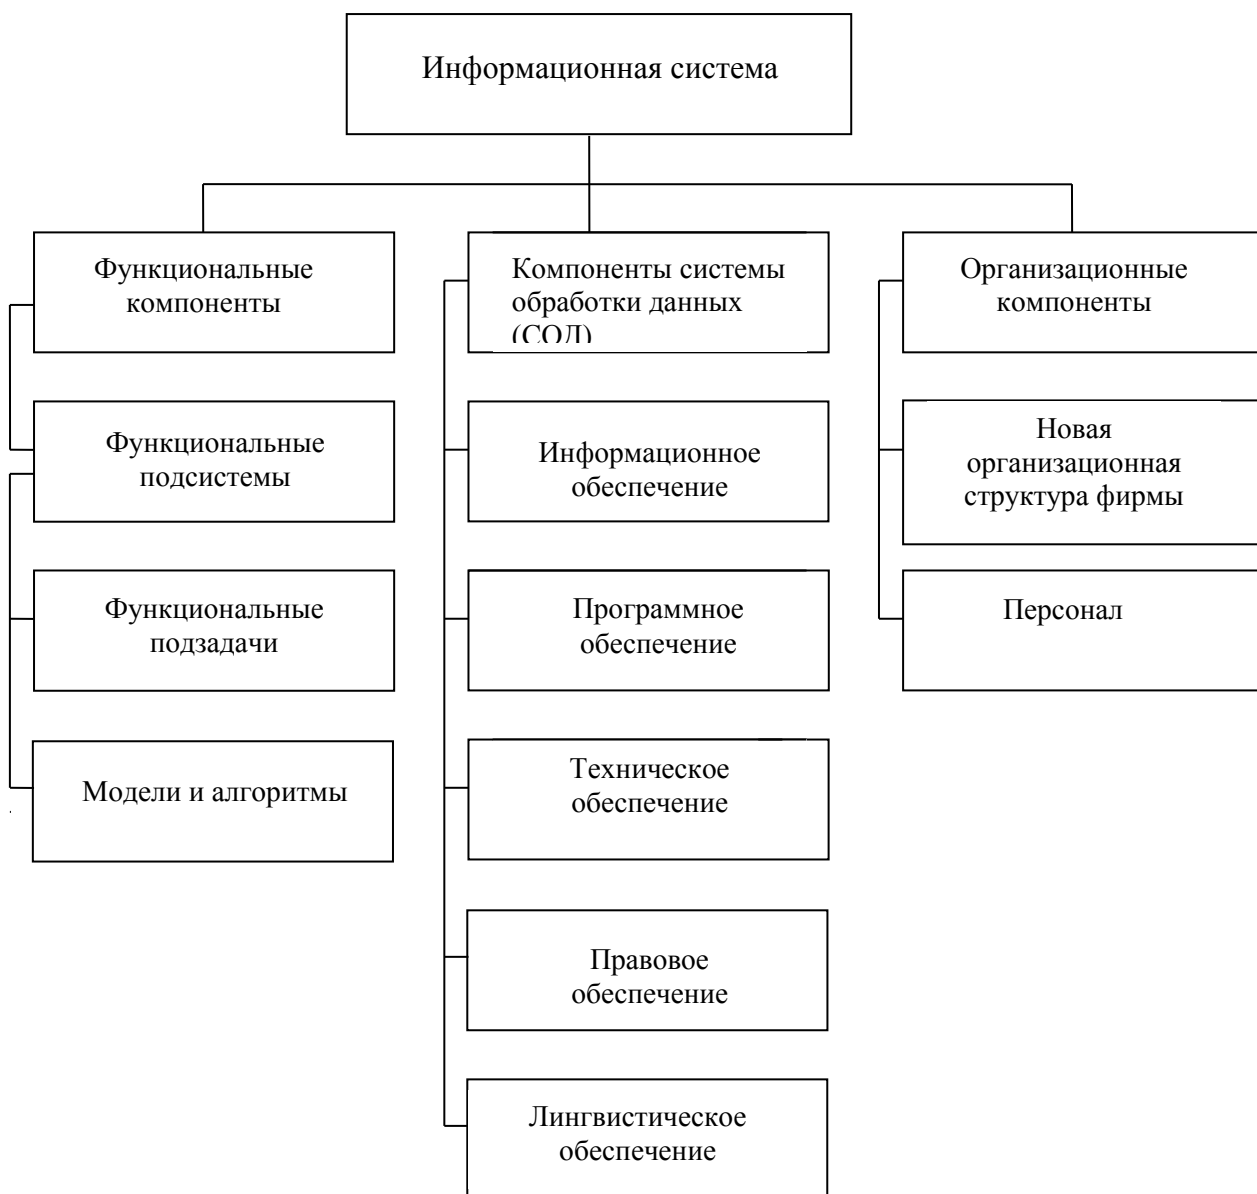 Информационная система
Функциональные
компоненты
Функциональные
подсистемы
Функциональные
подзадачи
Модели и алгоритмы
Компоненты системы
обработки данных
(СОД)
Информационное
обеспечение
Программное
обеспечение
Техническое
обеспечение
Правовое
обеспечение
Лингвистическое
обеспечение
Организационные
компоненты
Новая
организационная
структура фирмы
Персонал